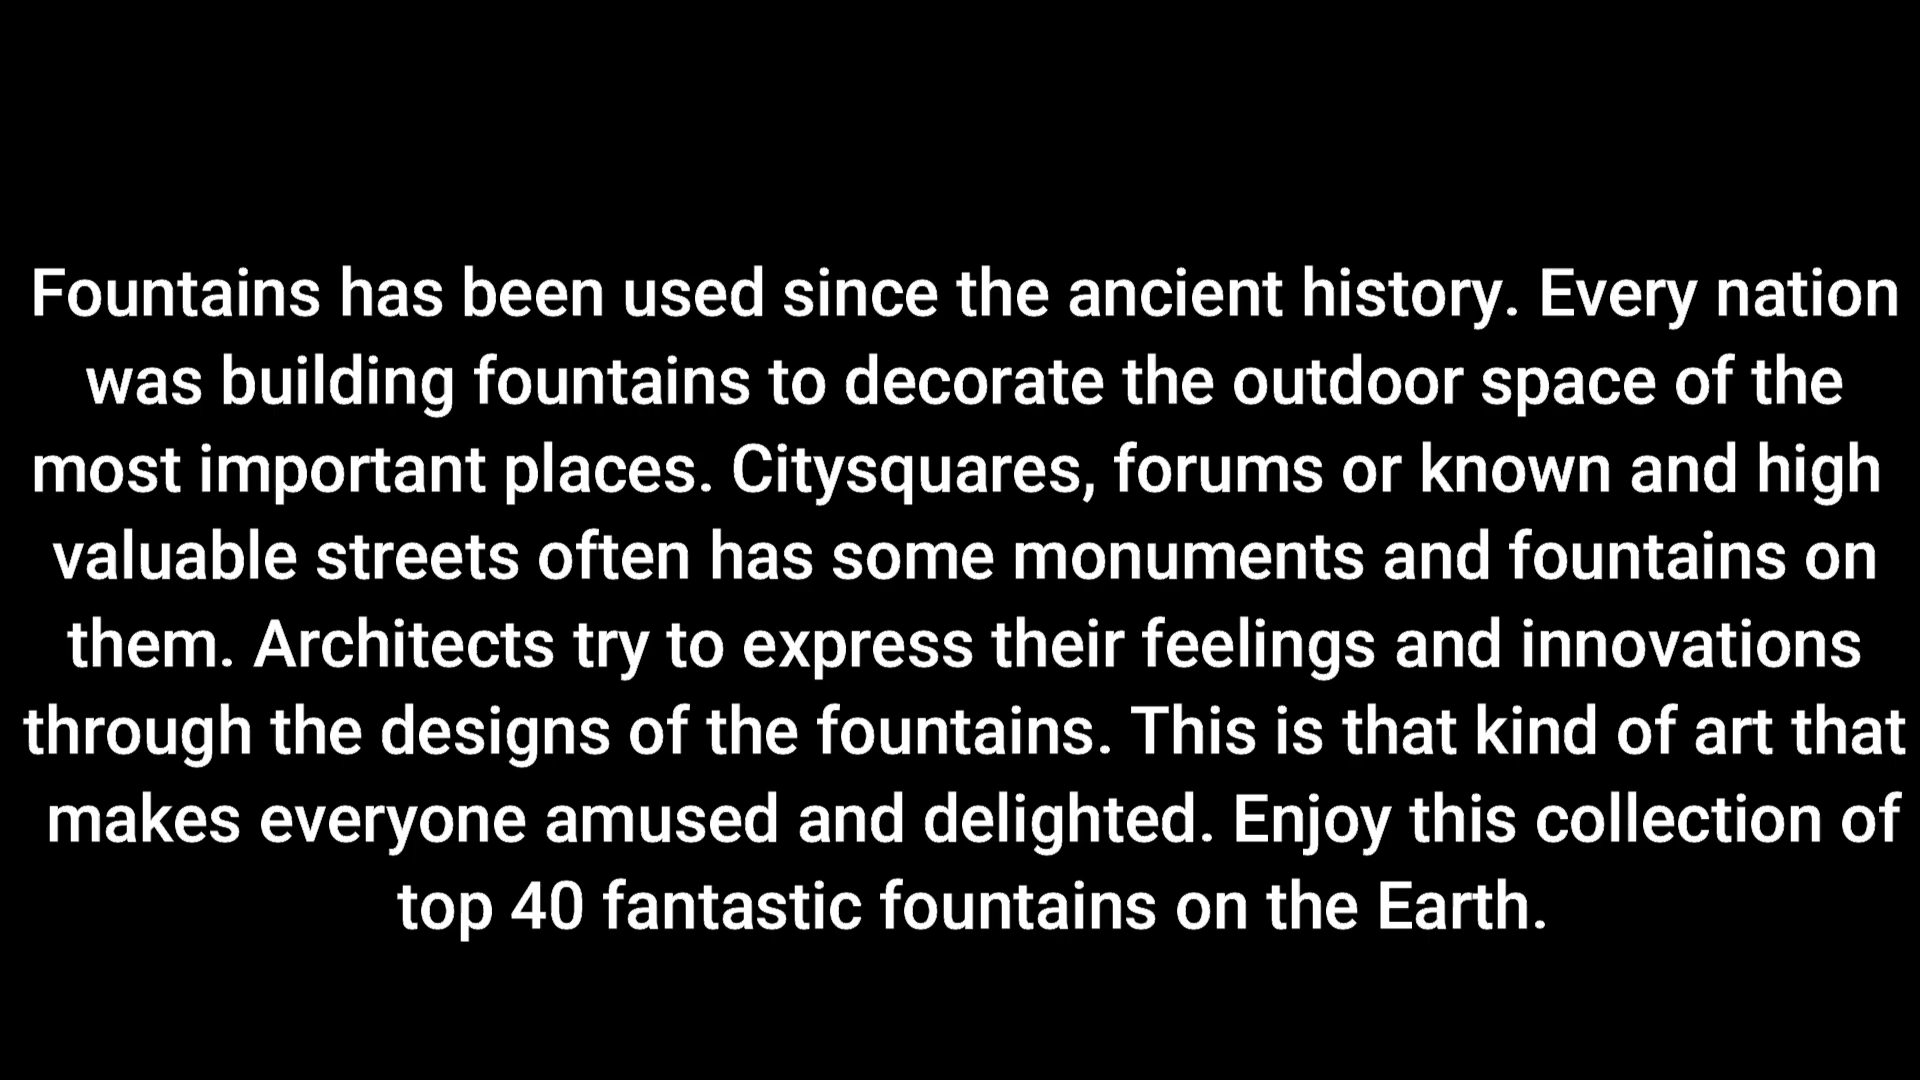 Fountains has been used since the ancient history. Every nation
was building fountains to decorate the outdoor space of the
most important places. Citysquares, forums or known and high
valuable streets often has some monuments and fountains on
them. Architects try to express their feelings and innovations
through the designs of the fountains. This is that kind of art that
makes everyone amused and delighted. Enjoy this collection of
top 40 fantastic fountains on the Earth.